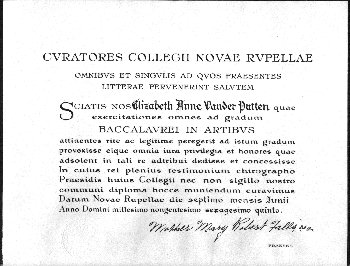 CVRATORES COLLEGII NOVAE RVPELLAE
OMNIBVS ET SINGVLIS AD QVOS PRAESENTES
LITTERAE PERVENERINT SALVTEM
SCIATIS NOS Elizabeth Anne Vander Putten quae
exercitationes omnes ad gradum
BACCALAVREI IN ARTIBVS
attinentes rite ac legitime peregerit ad istum gradum
provexisse eique omnia iura privilegia et honores quae
adsolent in tali re adtribui dedisse et concessisse
In cuius rei plenius testimonium chirographo
Praesidis huius Collegii nec non sigillo nostro
communi diploma hocce muniendum curavimus
Datum Novae Rupellae die septimo mensis Iunii
Anno Domini millesimo nongentesimo sexagesimo quinto.
Mother Mary Robert Falls
PRAESES